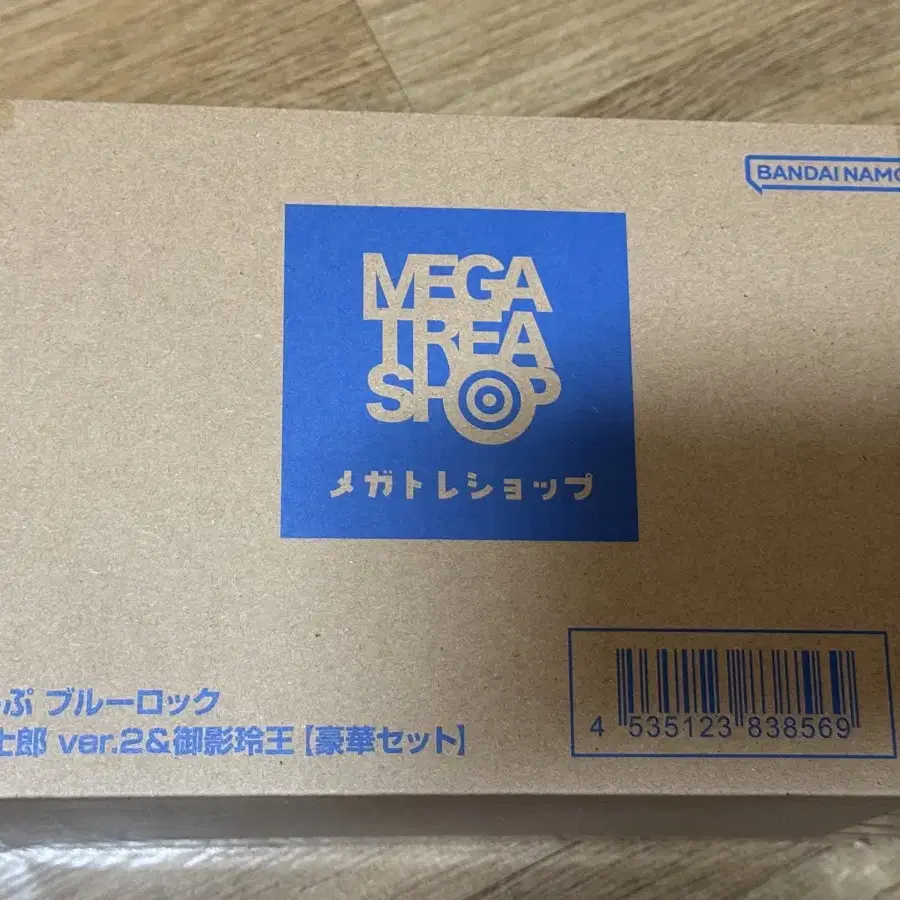 BANDAI NAMC
MEGA
TREA
SHOP
メガトレショップ
ぷ ブルーロック
士郎 ver.2&御影玲王【豪華セット】
4 535123 838569